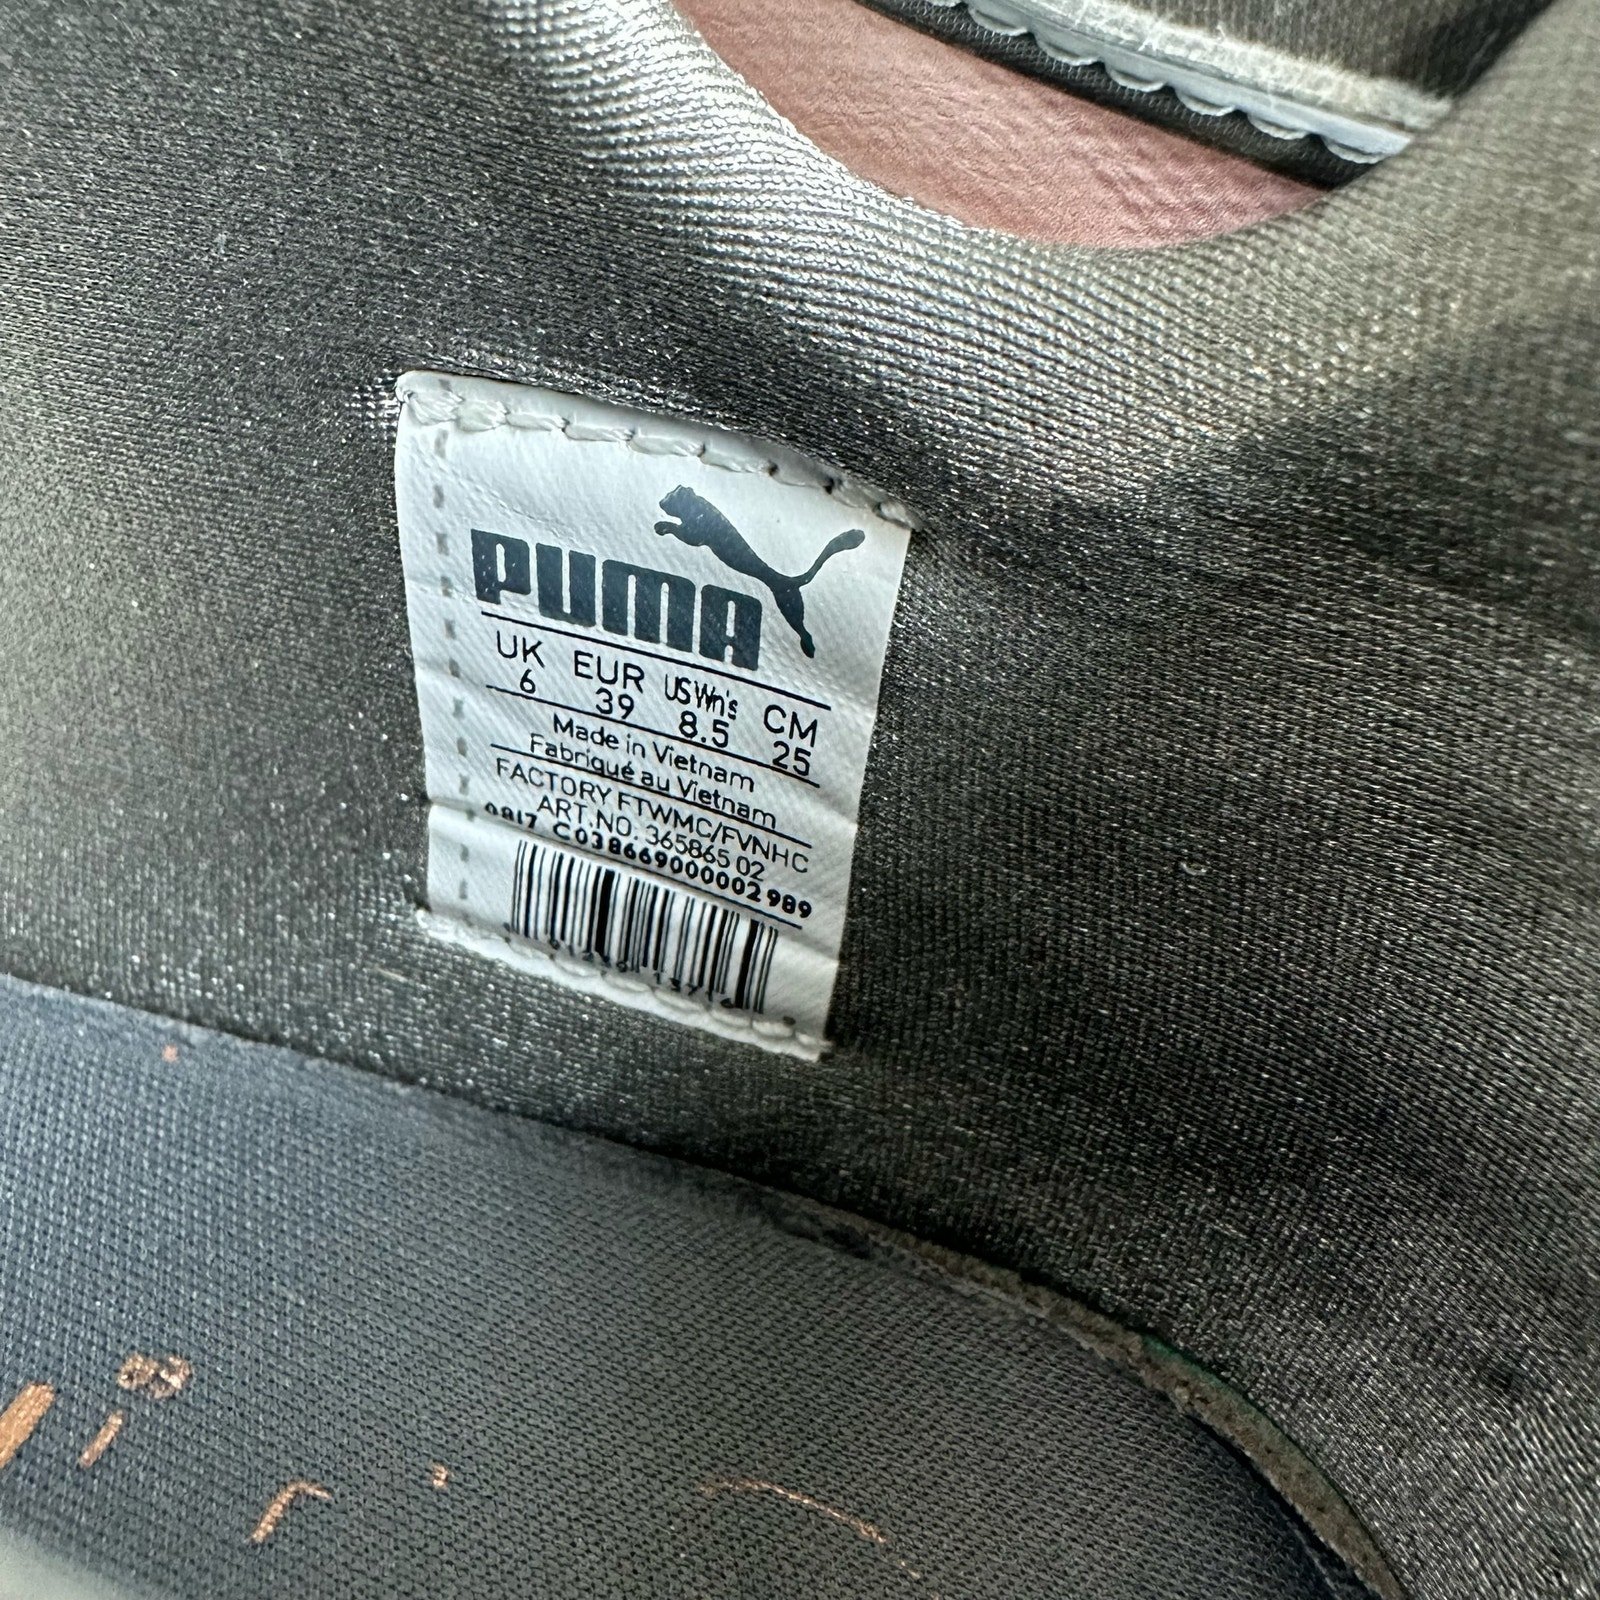 PUMA
UK EUR US Wn's CM
6 39 8.5 25
Made in Vietnam
Fabriqué au Vietnam
FACTORY FTWMC/FVNHC
ART.NO. 365865 02
0817 C038669000002989